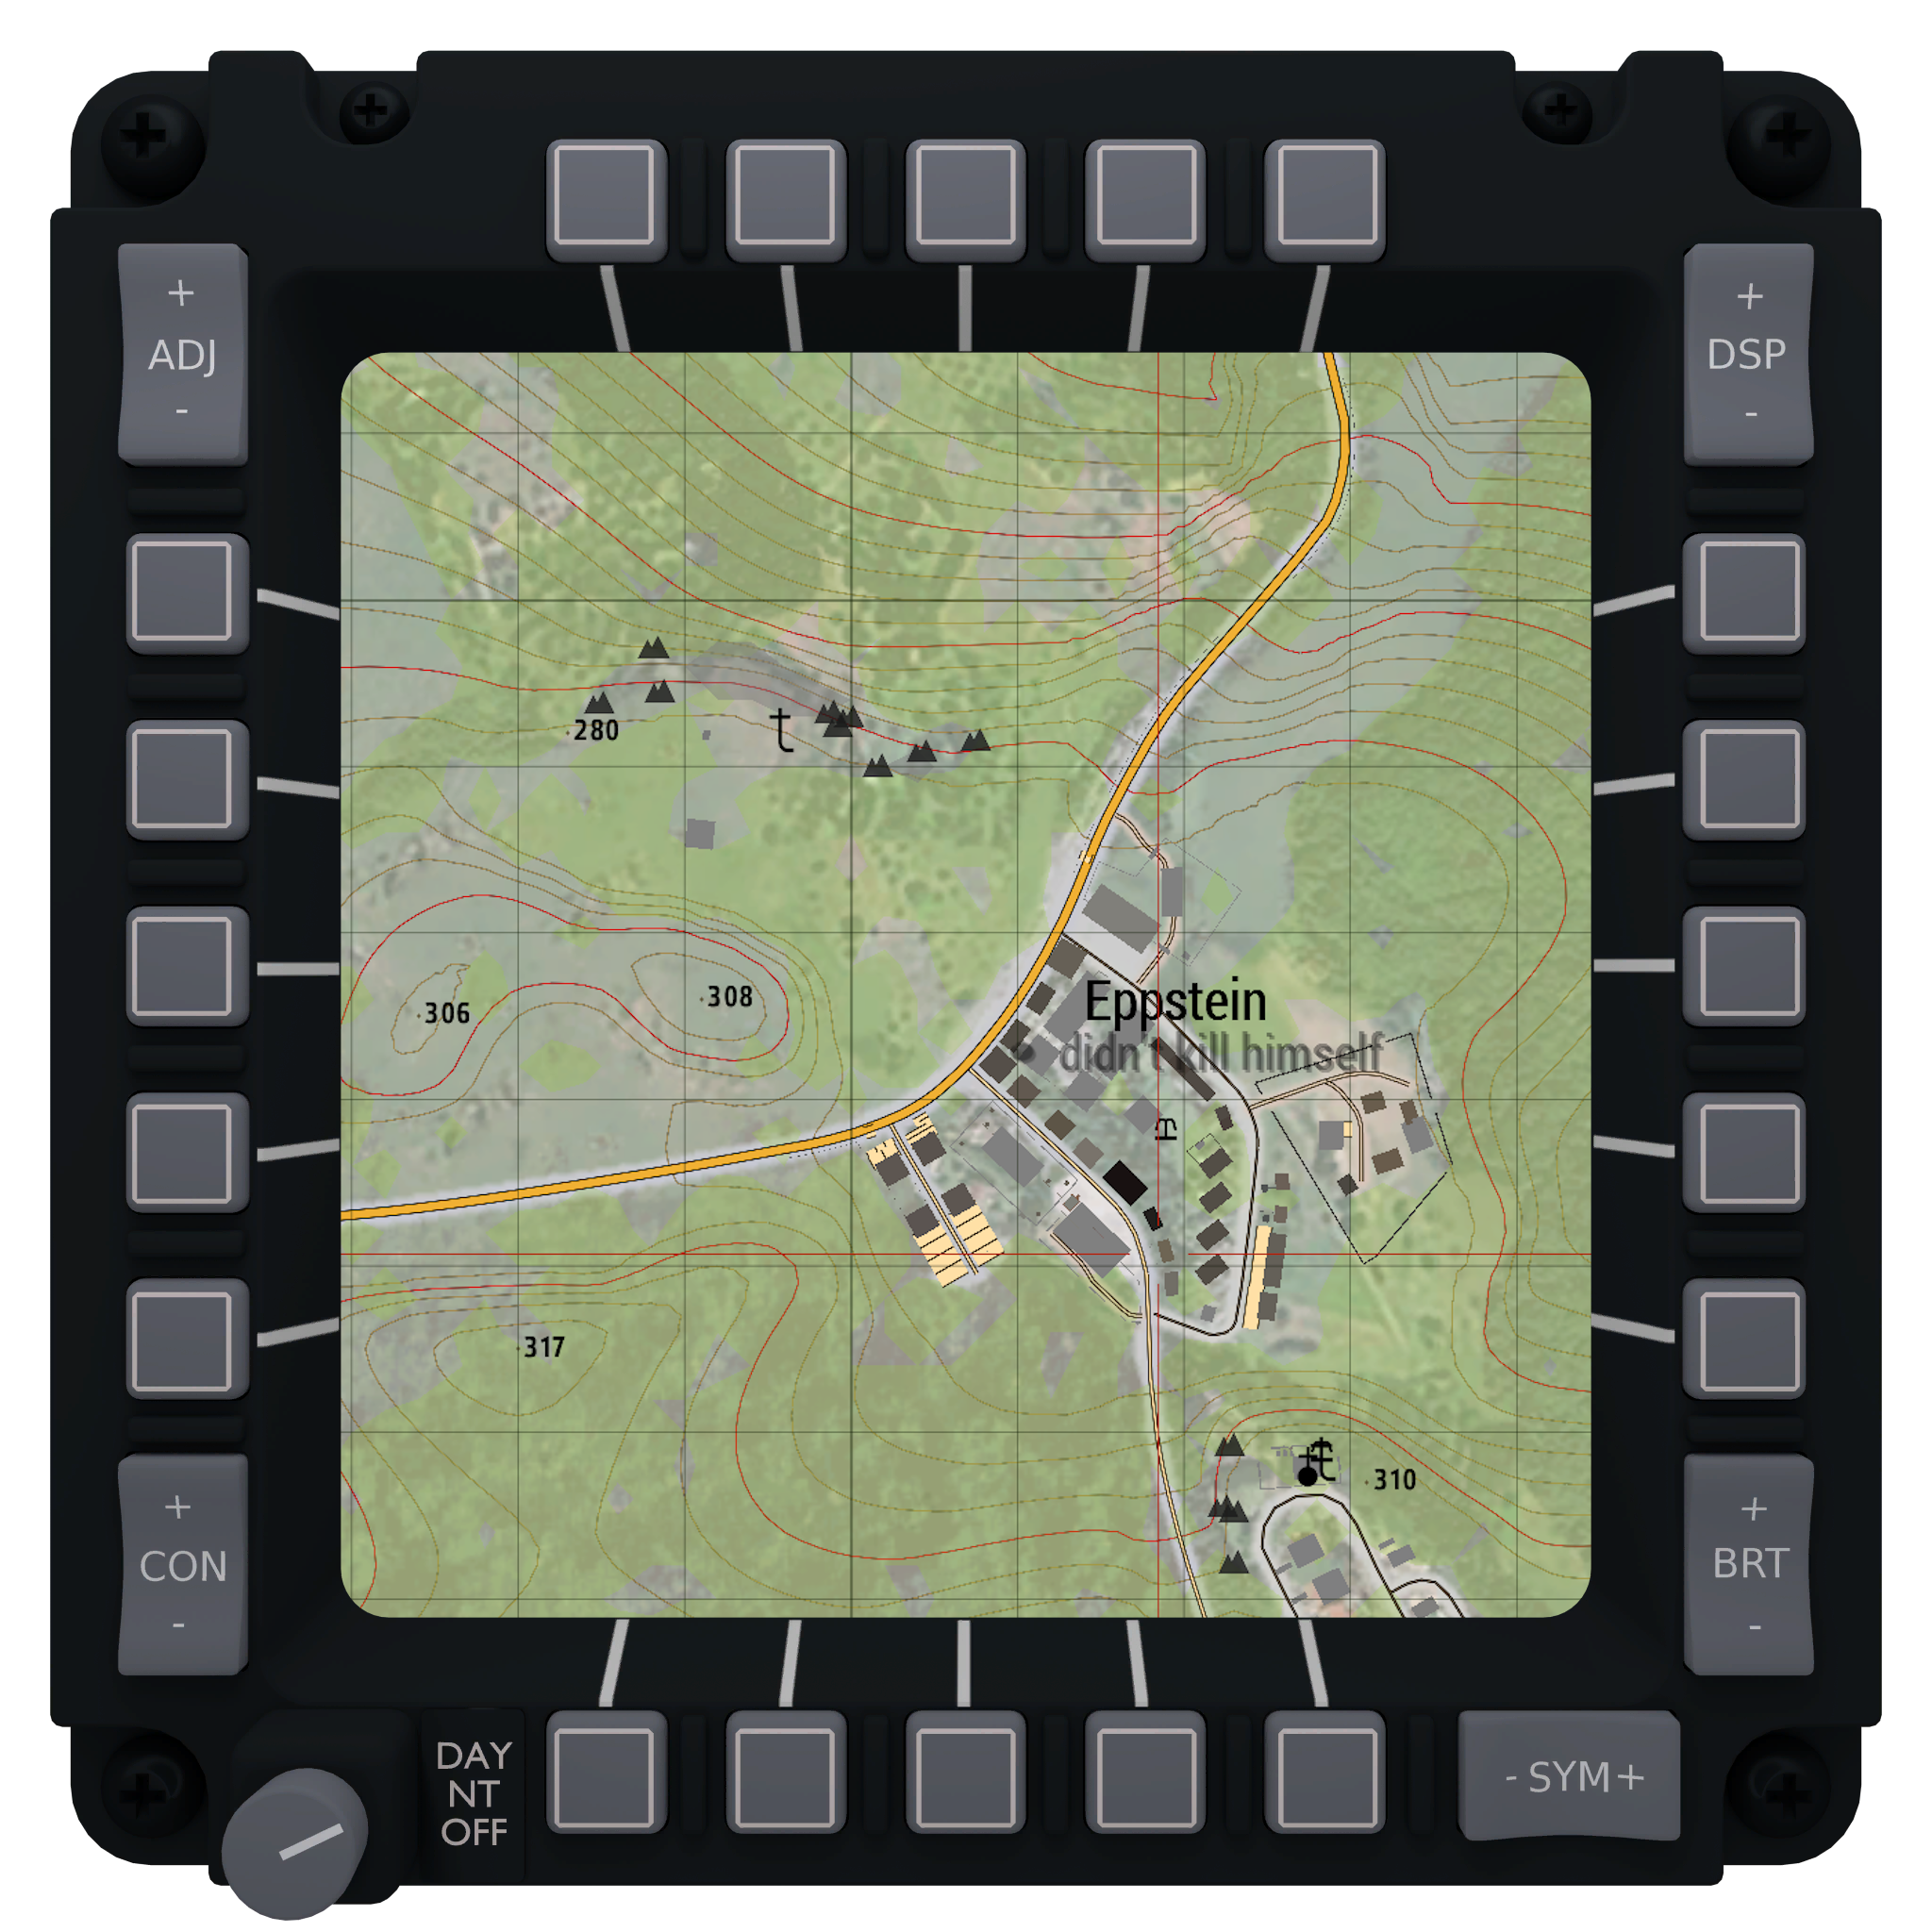 +
ADJ
-
+
DSP
-
280
306
308
Eppstein
didn't kill himself
317
310
+
CON
-
+
BRT
-
DAY
NT
OFF
- SYM +